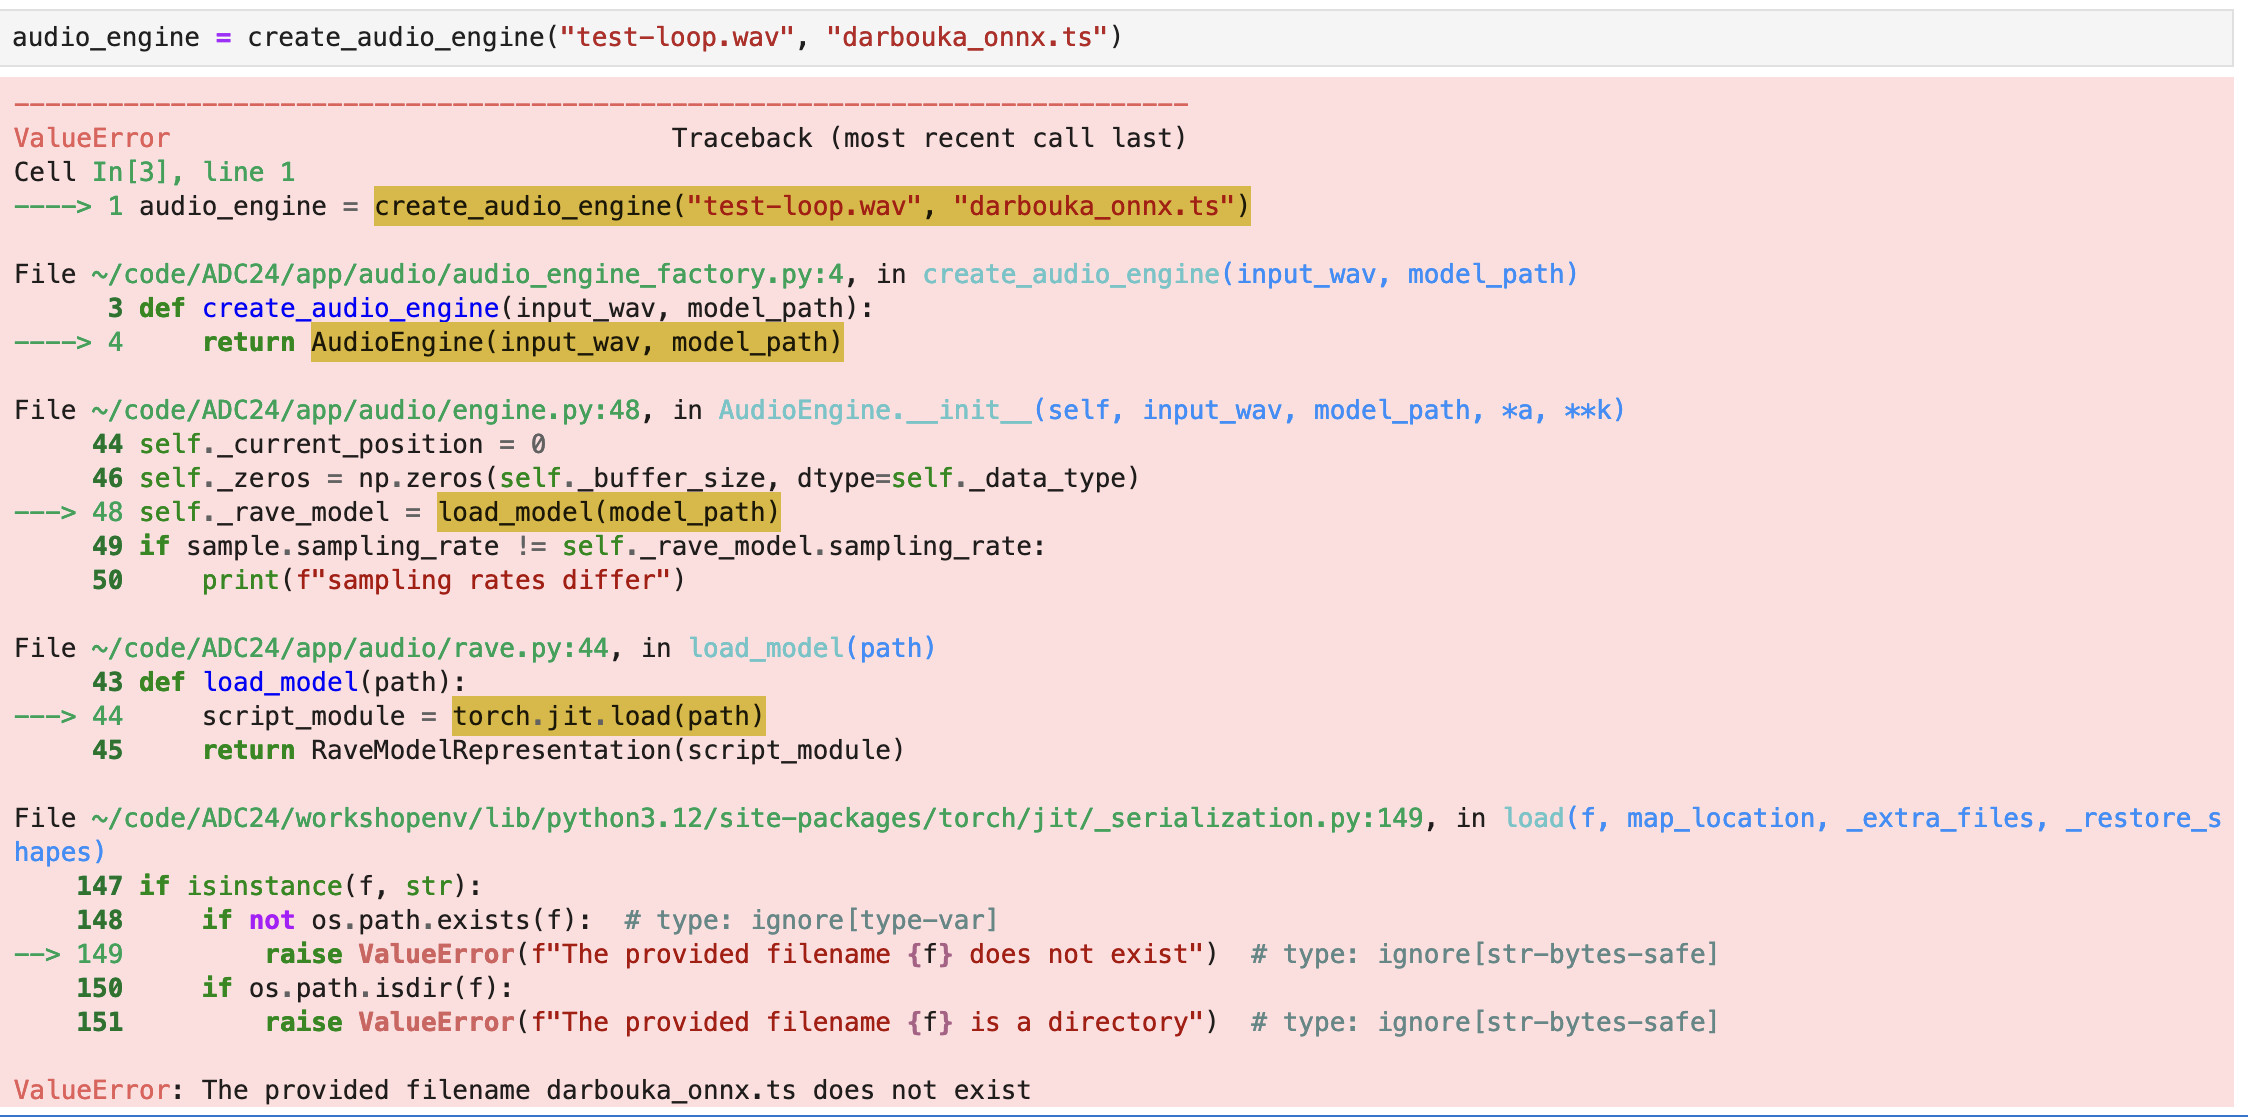 audio_engine = create_audio_engine("test-loop.wav", "darbouka_onnx.ts")
---------------------------------------------------------------------------
ValueError                                Traceback (most recent call last)
Cell In[3], line 1
----> 1 audio_engine = create_audio_engine("test-loop.wav", "darbouka_onnx.ts")
File ~/code/ADC24/app/audio/audio_engine_factory.py:4, in create_audio_engine(input_wav, model_path)
      3 def create_audio_engine(input_wav, model_path):
----> 4     return AudioEngine(input_wav, model_path)
File ~/code/ADC24/app/audio/engine.py:48, in AudioEngine.__init__(self, input_wav, model_path, *a, **k)
     44 self._current_position = 0
     46 self._zeros = np.zeros(self._buffer_size, dtype=self._data_type)
---> 48 self._rave_model = load_model(model_path)
     49 if sample.sampling_rate != self._rave_model.sampling_rate:
     50     print(f"sampling rates differ")
File ~/code/ADC24/app/audio/rave.py:44, in load_model(path)
     43 def load_model(path):
---> 44     script_module = torch.jit.load(path)
     45     return RaveModelRepresentation(script_module)
File ~/code/ADC24/workshopenv/lib/python3.12/site-packages/torch/jit/_serialization.py:149, in load(f, map_location, _extra_files, _restore_s
hapes)
    147 if isinstance(f, str):
    148     if not os.path.exists(f):  # type: ignore[type-var]
--> 149         raise ValueError(f"The provided filename {f} does not exist")  # type: ignore[str-bytes-safe]
    150     if os.path.isdir(f):
    151         raise ValueError(f"The provided filename {f} is a directory")  # type: ignore[str-bytes-safe]
ValueError: The provided filename darbouka_onnx.ts does not exist